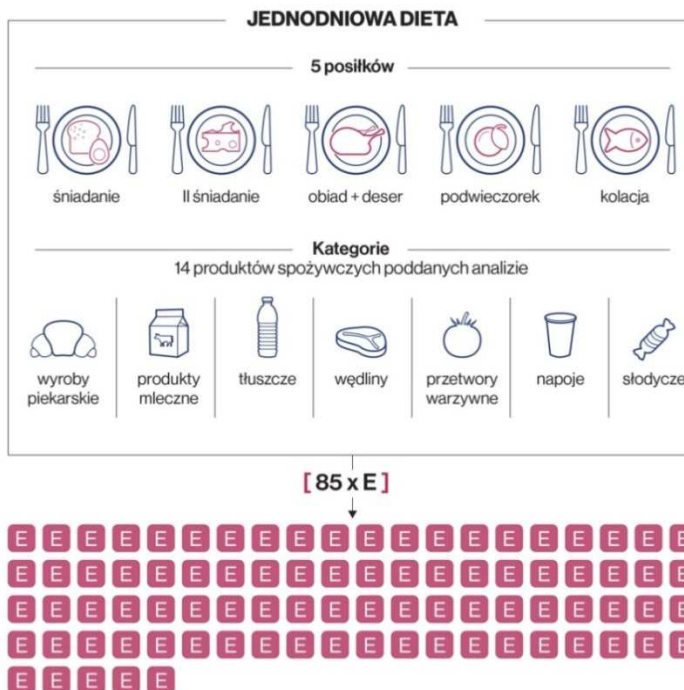 JEDNODNIOWA DIETA
5 posiłków
śniadanie
II śniadanie
obiad + deser
podwieczorek
kolacja
Kategorie
14 produktów spożywczych poddanych analizie
wyroby
piekarskie
produkty
mleczne
tłuszcze
wędliny
przetwory
warzywne
napoje
słodycze
[ 85 x E ]
E E E E E E E E E E E E E E E E E E E E
E E E E E E E E E E E E E E E E E E E E
E E E E E E E E E E E E E E E E E E E E
E E E E E E E E E E E E E E E E E E E E
E E E E E